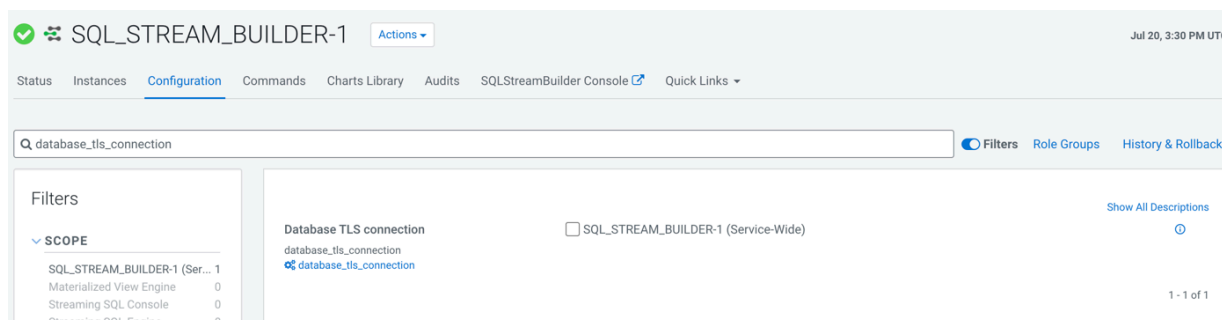 SQL_STREAM_BUILDER-1 Actions Jul 20, 3:30 PM UTC
Status Instances Configuration Commands Charts Library Audits SQLStreamBuilder Console Quick Links
database_tls_connection Filters Role Groups History & Rollback
Filters
Show All Descriptions
SCOPE
Database TLS connection SQL_STREAM_BUILDER-1 (Service-Wide)
database_tls_connection
database_tls_connection
SQL_STREAM_BUILDER-1 (Ser... 1
Materialized View Engine 0
Streaming SQL Console 0
1 - 1 of 1